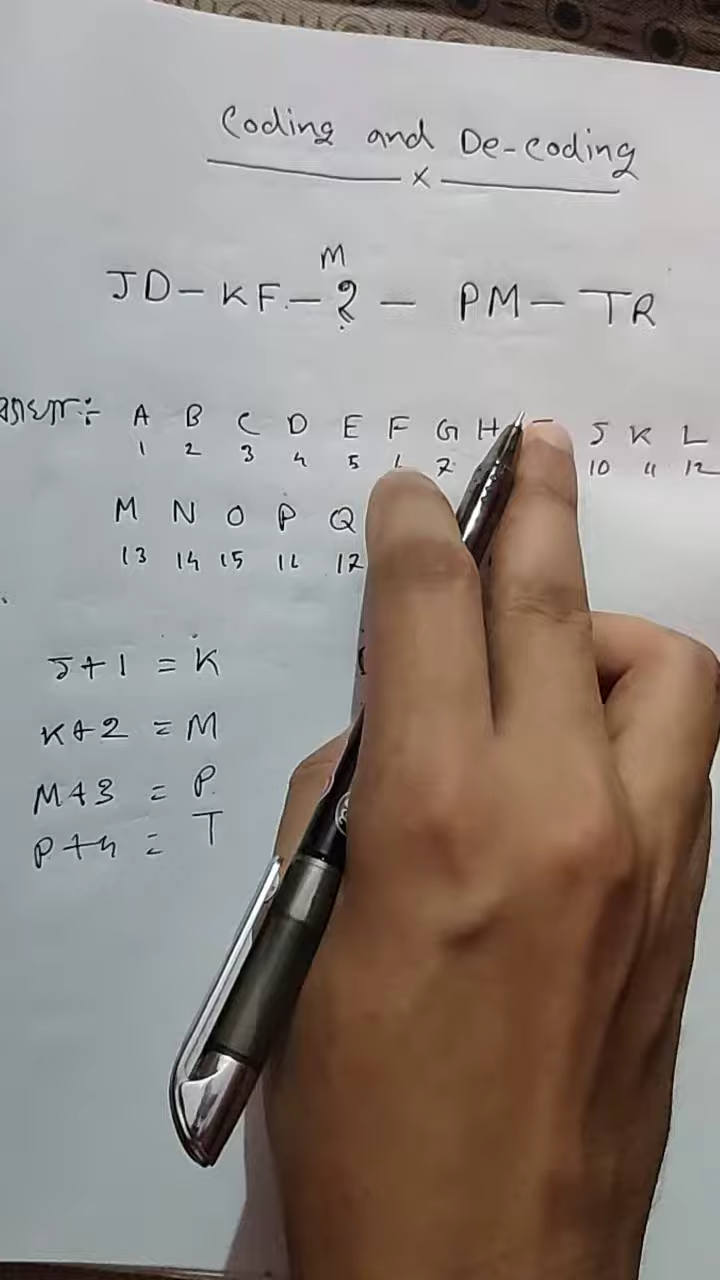 Coding and De-coding
x
M
JD - KF - ? - PM - TR
A B C D E F G H I J K L
1 2 3 4 5 6 7 10 11 12
M N O P Q
13 14 15 16 17
J+1 = K
K+2 = M
M+3 = P.
P+4 = T